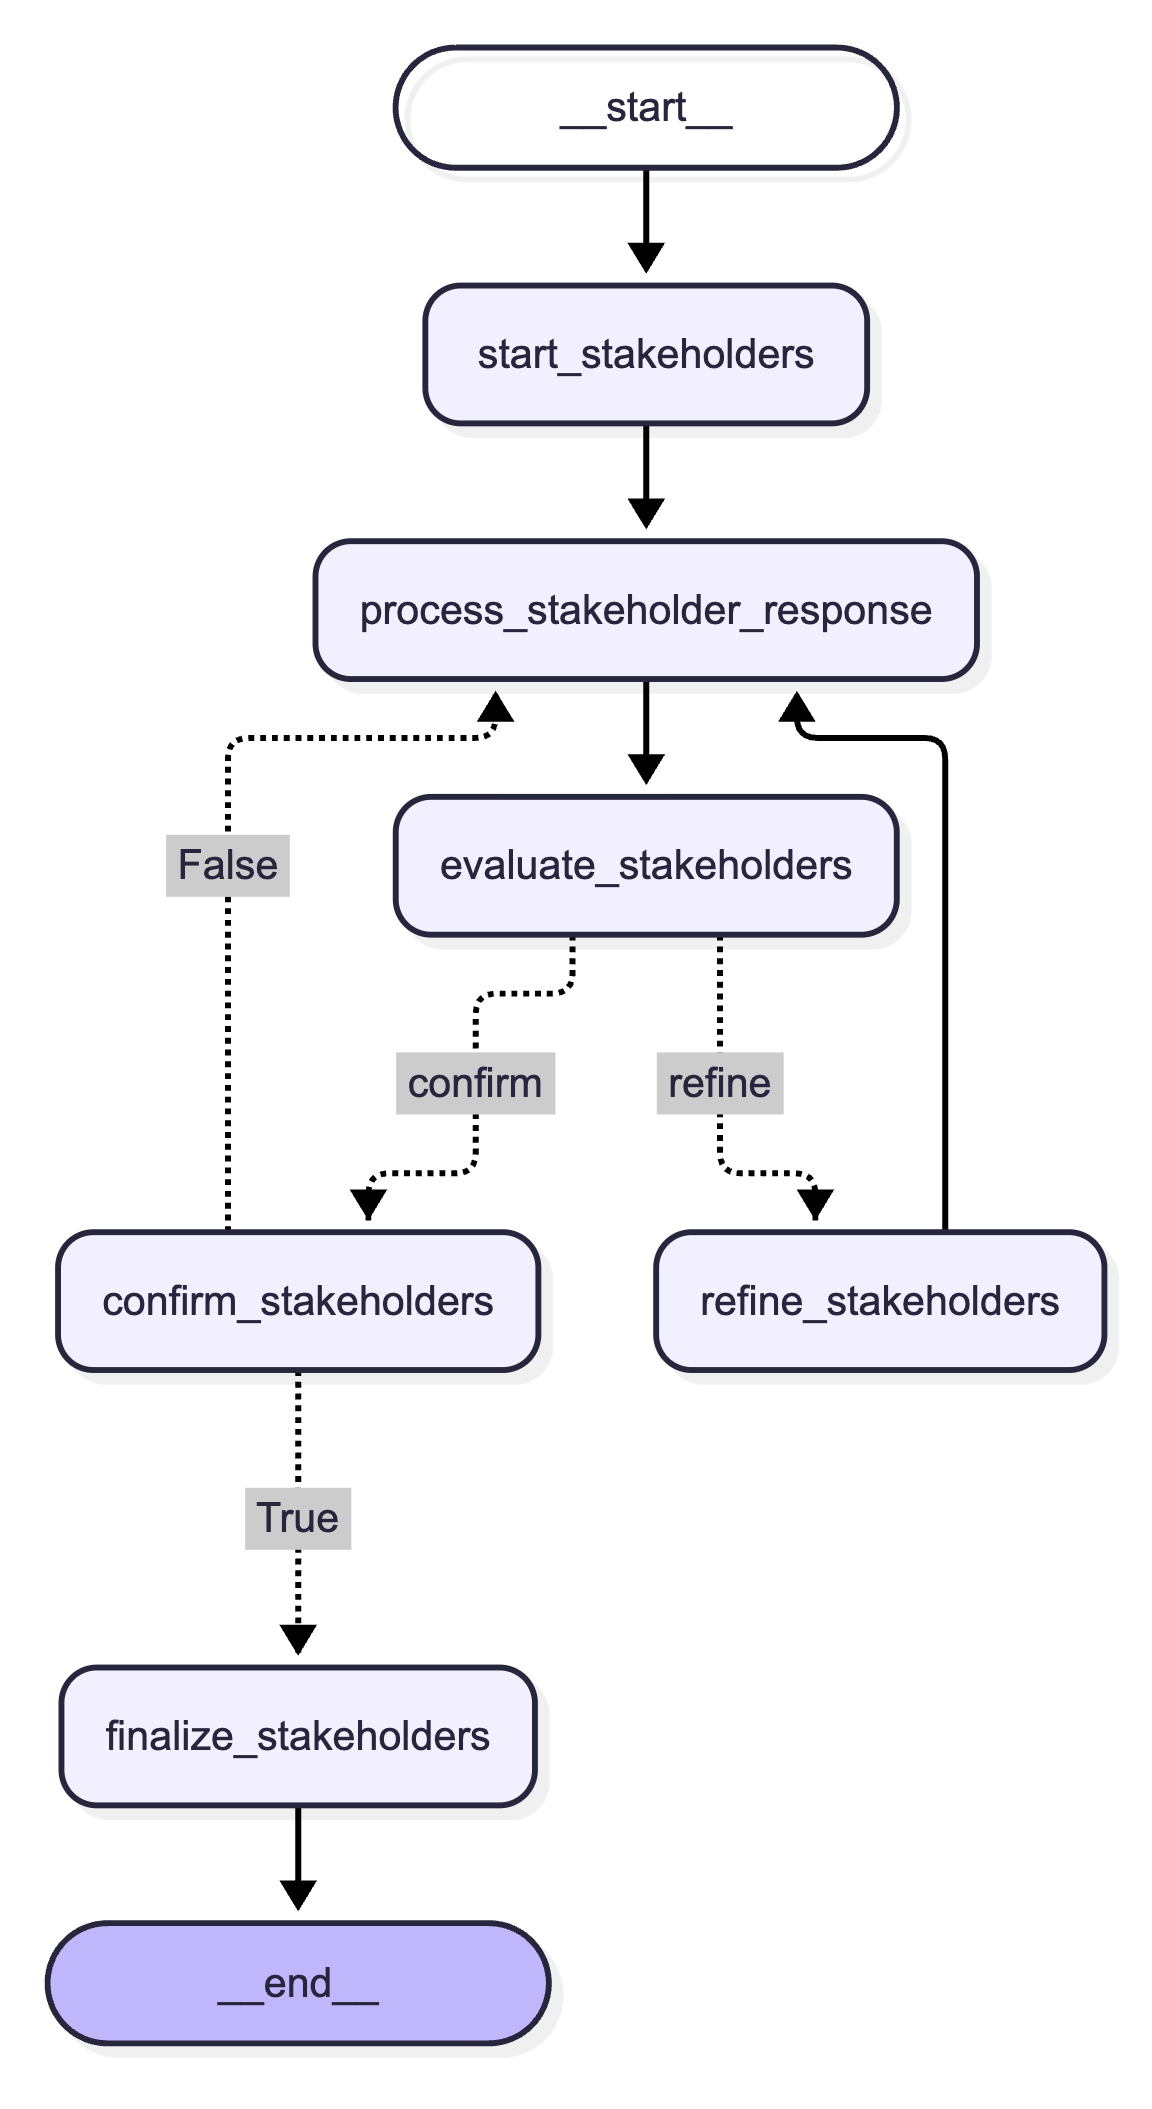 __start__
start_stakeholders
process_stakeholder_response
False
evaluate_stakeholders
confirm
refine
confirm_stakeholders
refine_stakeholders
True
finalize_stakeholders
__end__